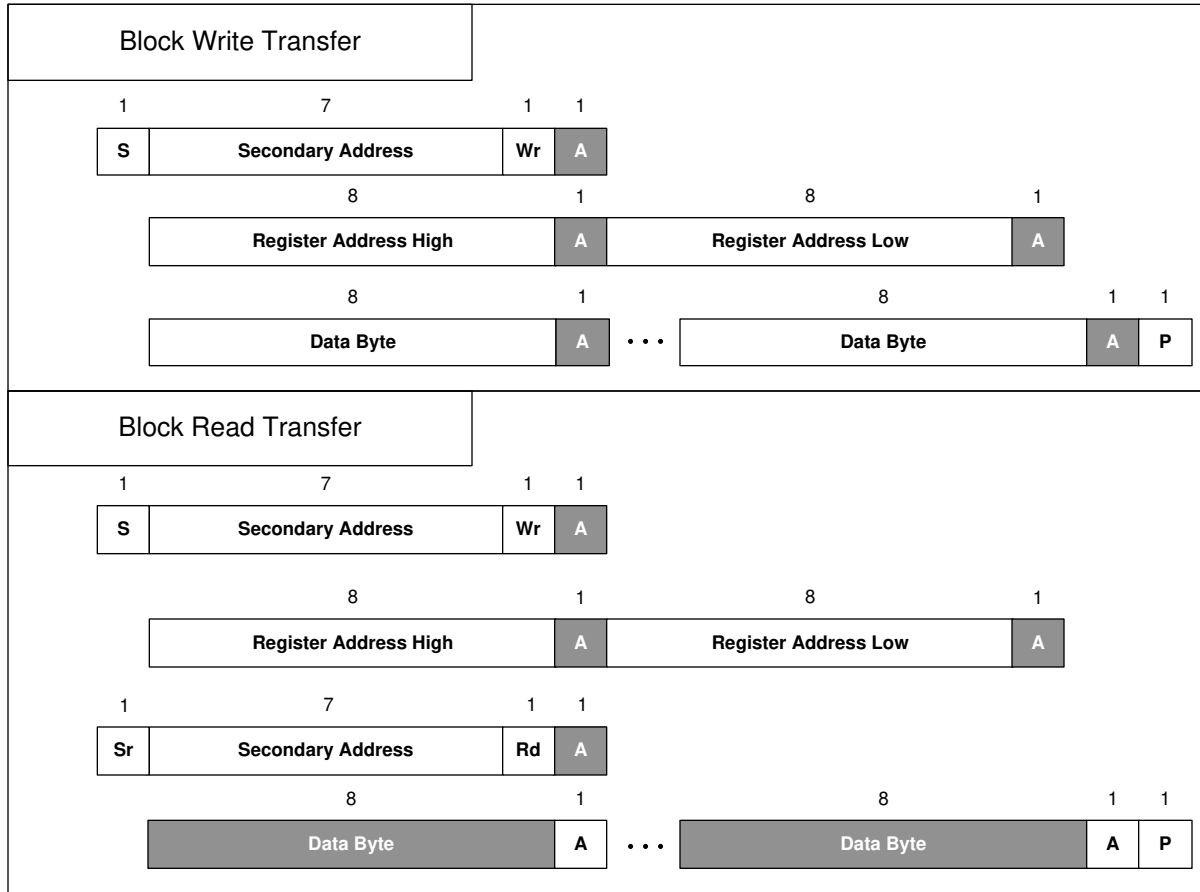 Block Write Transfer
1 7 1 1
S Secondary Address Wr A
8 1 8 1
Register Address High A Register Address Low A
8 1 8 1 1
Data Byte A ... Data Byte A P
Block Read Transfer
1 7 1 1
S Secondary Address Wr A
8 1 8 1
Register Address High A Register Address Low A
1 7 1 1
Sr Secondary Address Rd A
8 1 8 1 1
Data Byte A ... Data Byte A P